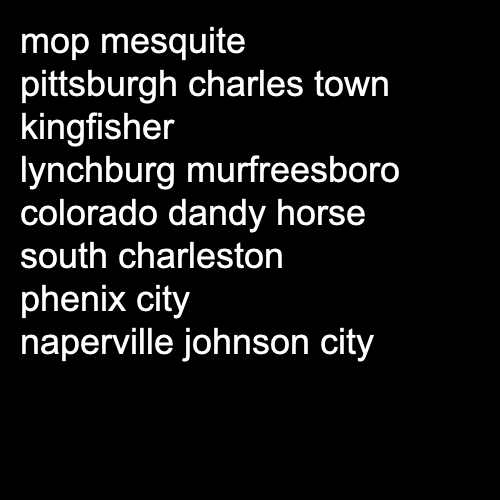 mop mesquite
pittsburgh charles town
kingfisher
lynchburg murfreesboro
colorado dandy horse
south charleston
phenix city
naperville johnson city